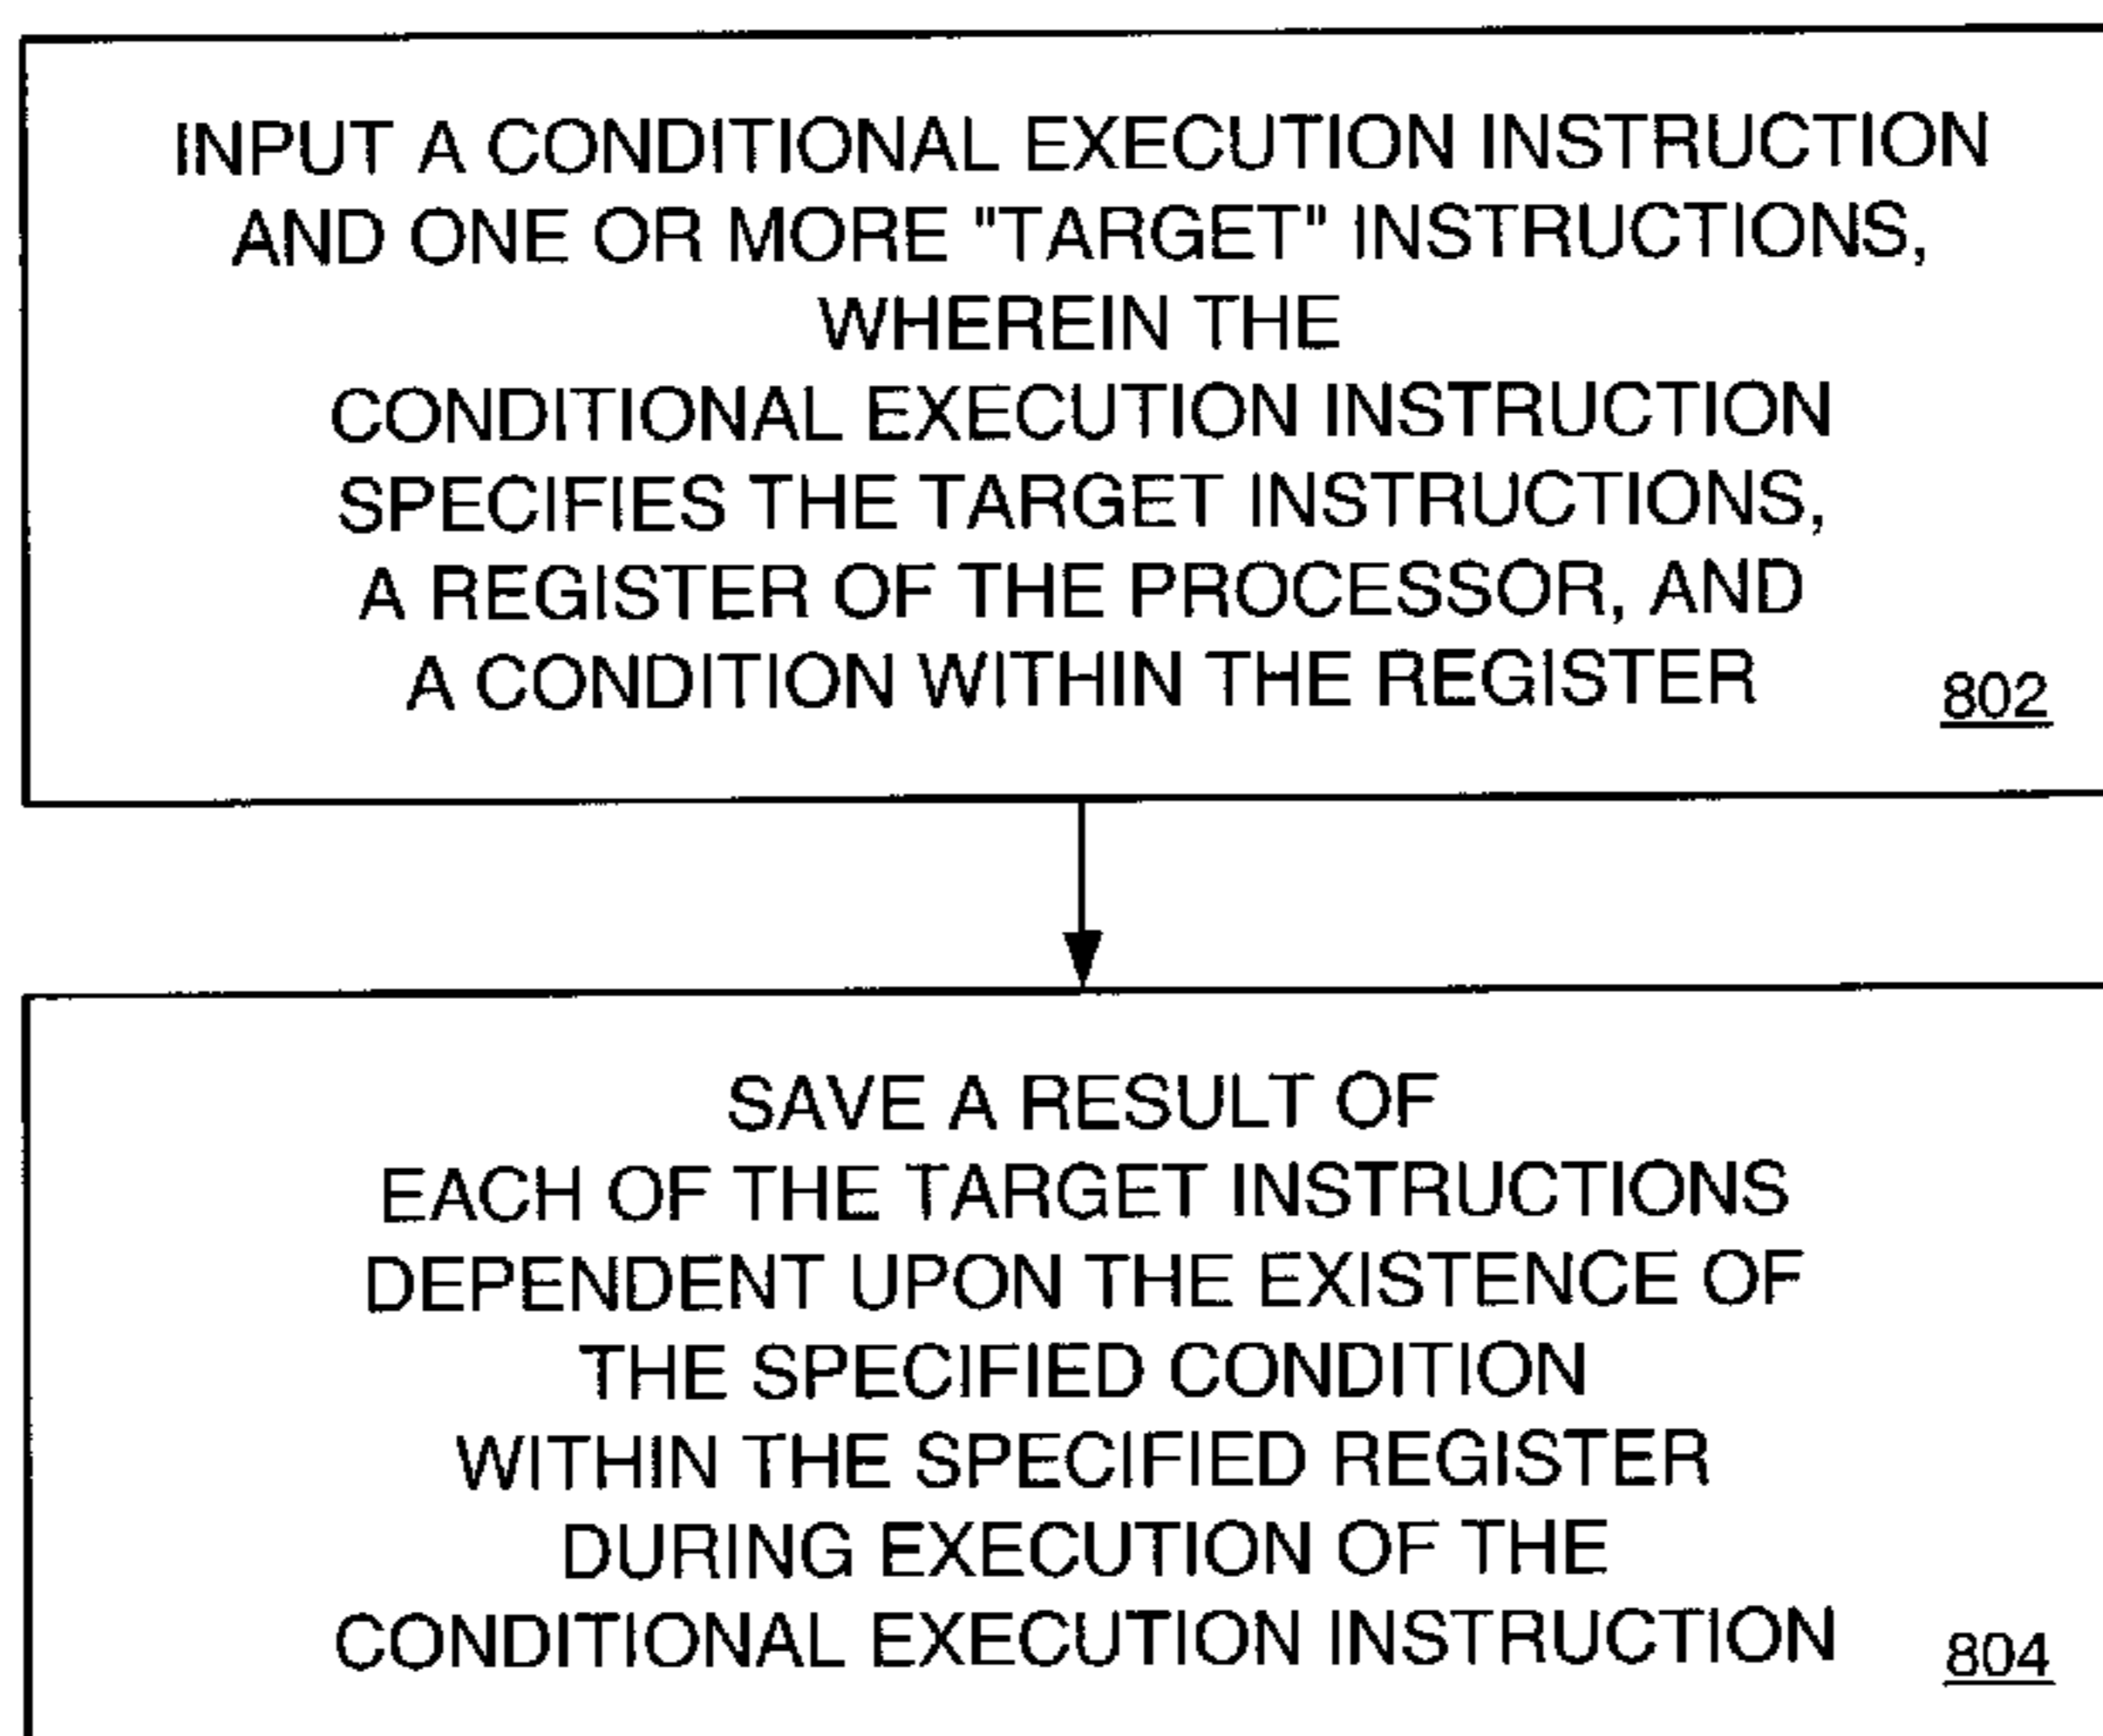 INPUT A CONDITIONAL EXECUTION INSTRUCTION
AND ONE OR MORE "TARGET" INSTRUCTIONS,
WHEREIN THE
CONDITIONAL EXECUTION INSTRUCTION
SPECIFIES THE TARGET INSTRUCTIONS,
A REGISTER OF THE PROCESSOR, AND
A CONDITION WITHIN THE REGISTER
802
SAVE A RESULT OF
EACH OF THE TARGET INSTRUCTIONS
DEPENDENT UPON THE EXISTENCE OF
THE SPECIFIED CONDITION
WITHIN THE SPECIFIED REGISTER
DURING EXECUTION OF THE
CONDITIONAL EXECUTION INSTRUCTION
804